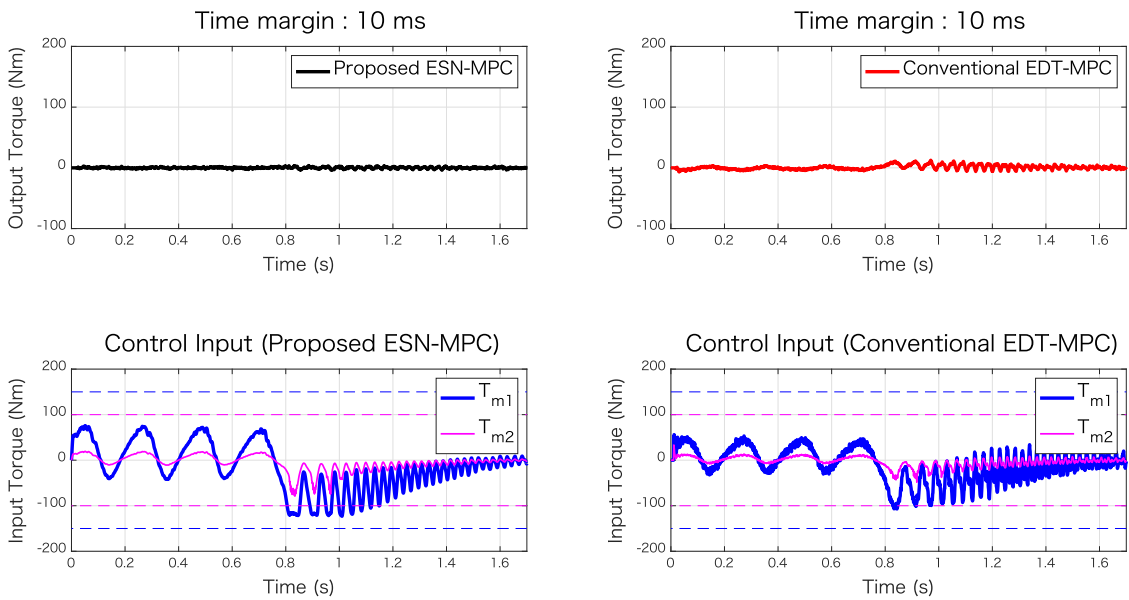 Time margin : 10 ms
Output Torque (Nm)
200
100
0
-100
Proposed ESN-MPC
0 0.2 0.4 0.6 0.8 1 1.2 1.4 1.6
Time (s)
Time margin : 10 ms
Output Torque (Nm)
200
100
0
-100
Conventional EDT-MPC
0 0.2 0.4 0.6 0.8 1 1.2 1.4 1.6
Time (s)
Control Input (Proposed ESN-MPC)
Input Torque (Nm)
200
100
0
-100
-200
Tm1
Tm2
0 0.2 0.4 0.6 0.8 1 1.2 1.4 1.6
Time (s)
Control Input (Conventional EDT-MPC)
Input Torque (Nm)
200
100
0
-100
-200
Tm1
Tm2
0 0.2 0.4 0.6 0.8 1 1.2 1.4 1.6
Time (s)